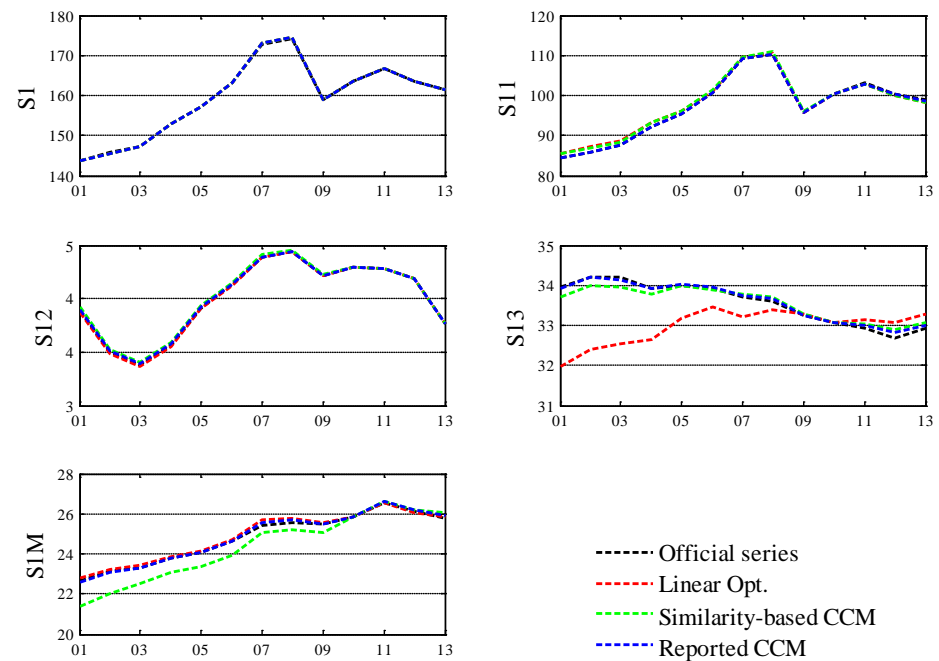 180
170
160
150
140
S1
01 03 05 07 09 11 13
120
110
100
90
80
S11
01 03 05 07 09 11 13
5
4
4
3
S12
01 03 05 07 09 11 13
35
34
33
32
31
S13
01 03 05 07 09 11 13
28
26
24
22
20
S1M
01 03 05 07 09 11 13
Official series
Linear Opt.
Similarity-based CCM
Reported CCM